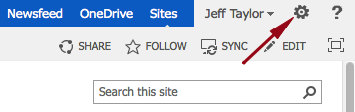 Newsfeed OneDrive Sites Jeff Taylor ?
SHARE FOLLOW SYNC EDIT
Search this site